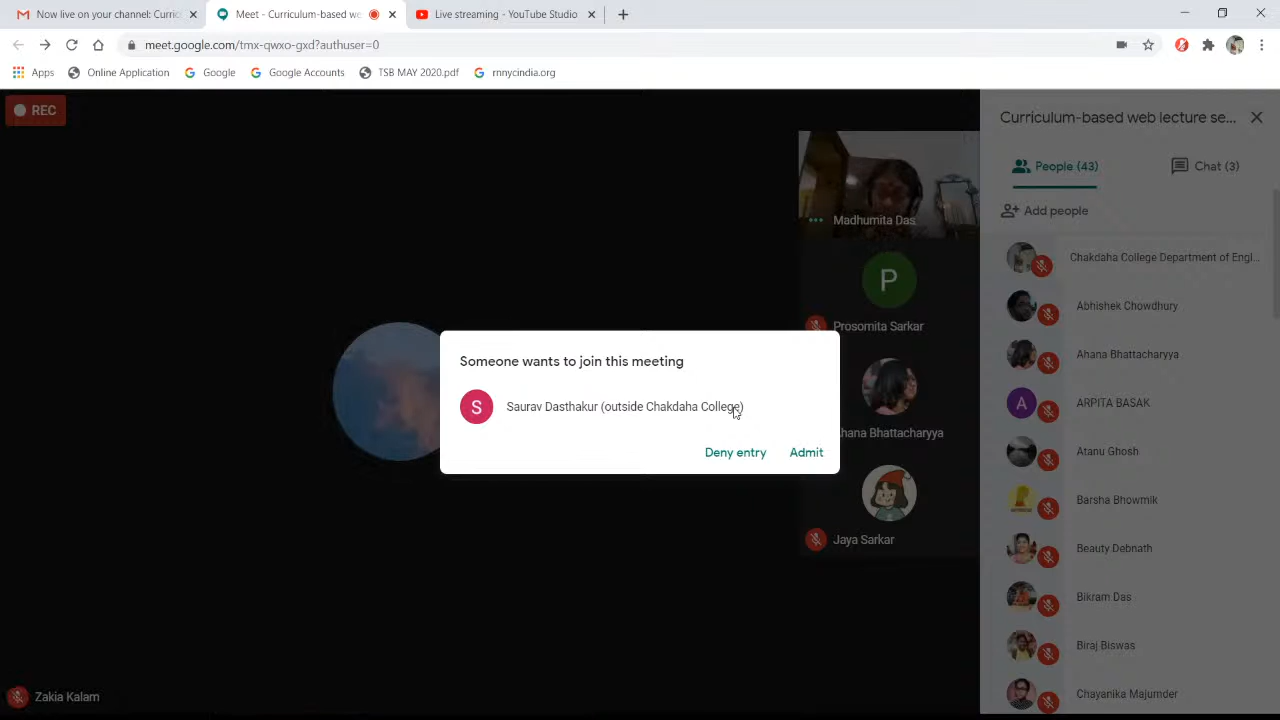 Now live on your channel: Curric
Meet - Curriculum-based we
Live streaming - YouTube Studio
meet.google.com/tmx-qwxo-gxd?authuser=0
Apps
Online Application
Google
Google Accounts
TSB MAY 2020.pdf
rnnycindia.org
REC
Curriculum-based web lecture se...
People (43)
Chat (3)
Add people
Madhumita Das
P
Prosomita Sarkar
hana Bhattacharyya
Jaya Sarkar
Someone wants to join this meeting
S
Saurav Dasthakur (outside Chakdaha College)
Deny entry
Admit
Chakdaha College Department of Engl...
Abhishek Chowdhury
Ahana Bhattacharyya
A
ARPITA BASAK
Atanu Ghosh
Barsha Bhowmik
Beauty Debnath
Bikram Das
Biraj Biswas
Chayanika Majumder
Zakia Kalam